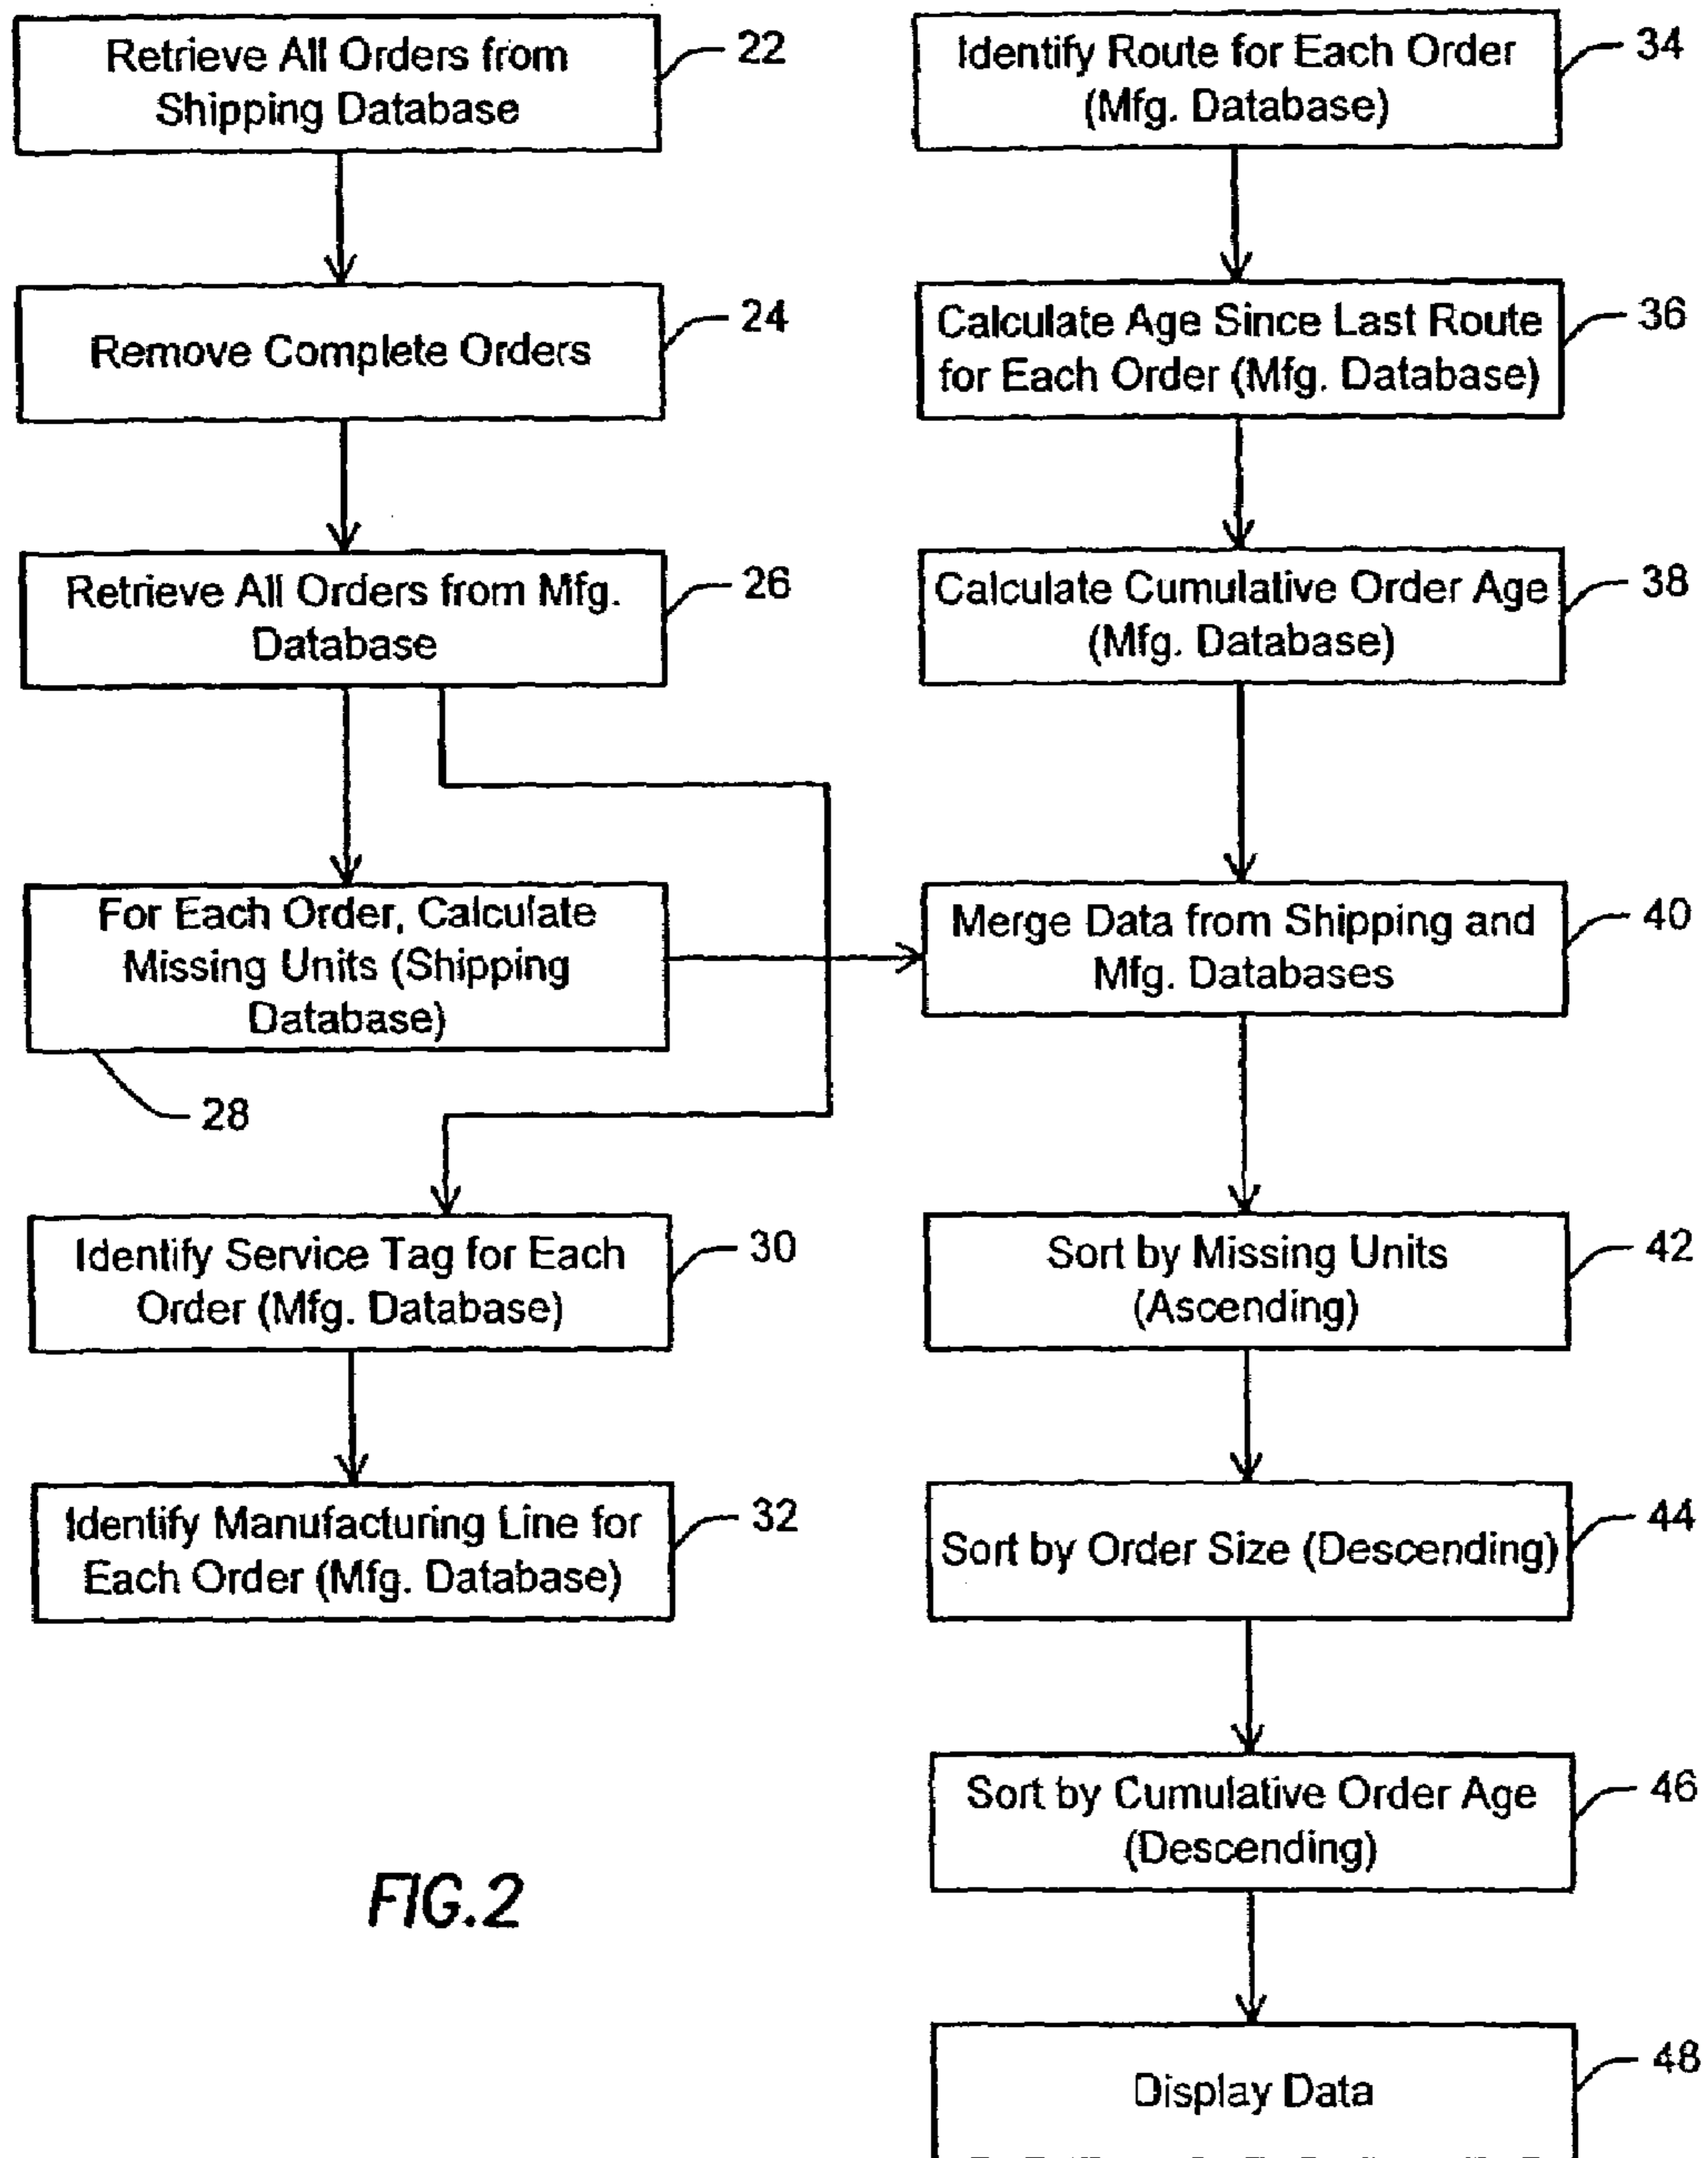 Retrieve All Orders from
Shipping Database
22
Remove Complete Orders
24
Retrieve All Orders from Mfg.
Database
26
For Each Order, Calculate
Missing Units (Shipping
Database)
28
Identify Service Tag for Each
Order (Mfg. Database)
30
Identify Manufacturing Line for
Each Order (Mfg. Database)
32
Identify Route for Each Order
(Mfg. Database)
34
Calculate Age Since Last Route
for Each Order (Mfg. Database)
36
Calculate Cumulative Order Age
(Mfg. Database)
38
Merge Data from Shipping and
Mfg. Databases
40
Sort by Missing Units
(Ascending)
42
Sort by Order Size (Descending)
44
Sort by Cumulative Order Age
(Descending)
46
Display Data
48
FIG.2